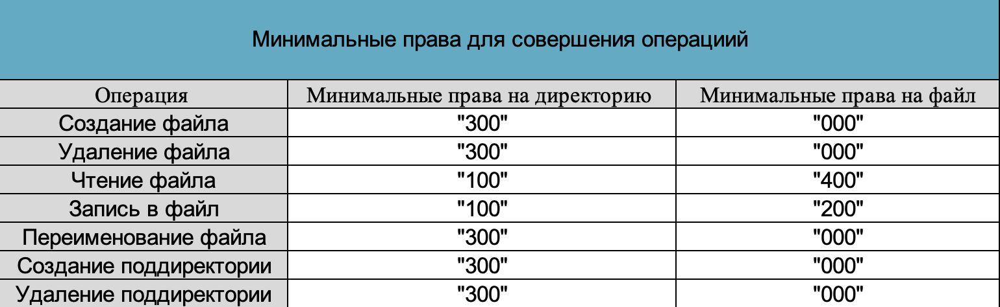 Минимальные права для совершения операциий
Операция Минимальные права на директорию Минимальные права на файл
Создание файла "300" "000"
Удаление файла "300" "000"
Чтение файла "100" "400"
Запись в файл "100" "200"
Переименование файла "300" "000"
Создание поддиректории "300" "000"
Удаление поддиректории "300" "000"